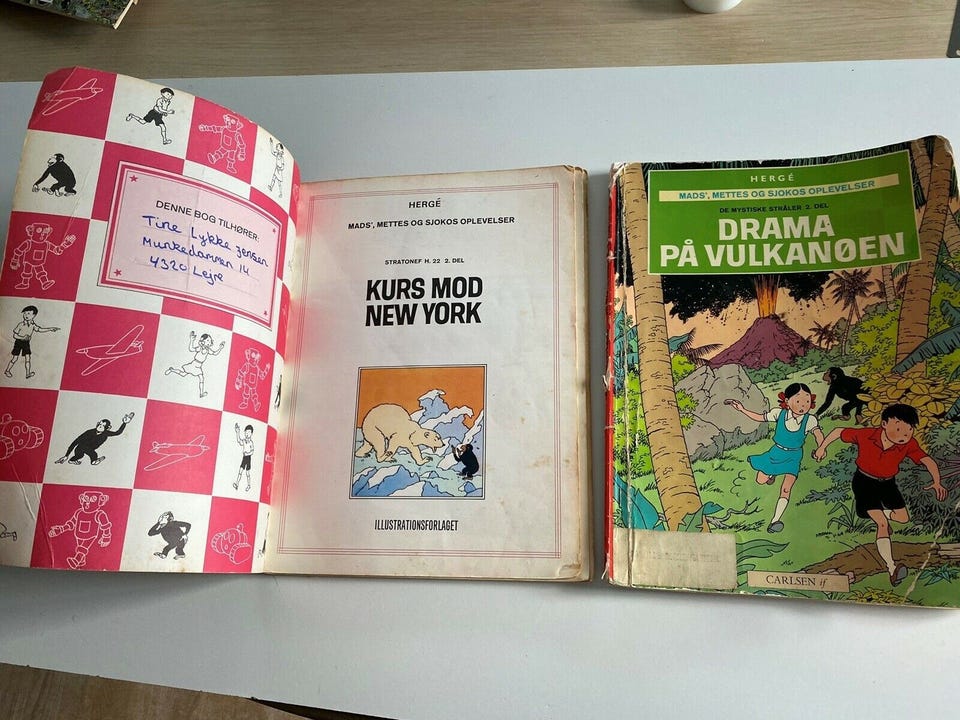 DENNE BOG TILHØRER:
Tine Lykke Jensen
Munkedammen 14
4320 Lejre
HERGÉ
MADS', METTES OG SJOKOS OPLEVELSER
STRATONEF H. 22 2. DEL
KURS MOD
NEW YORK
ILLUSTRATIONSFORLAGET
HERGÉ
MADS', METTES OG SJOKOS OPLEVELSER
DE MYSTISKE STRÅLER 2. DEL
DRAMA
PÅ VULKANØEN
CARLSEN if